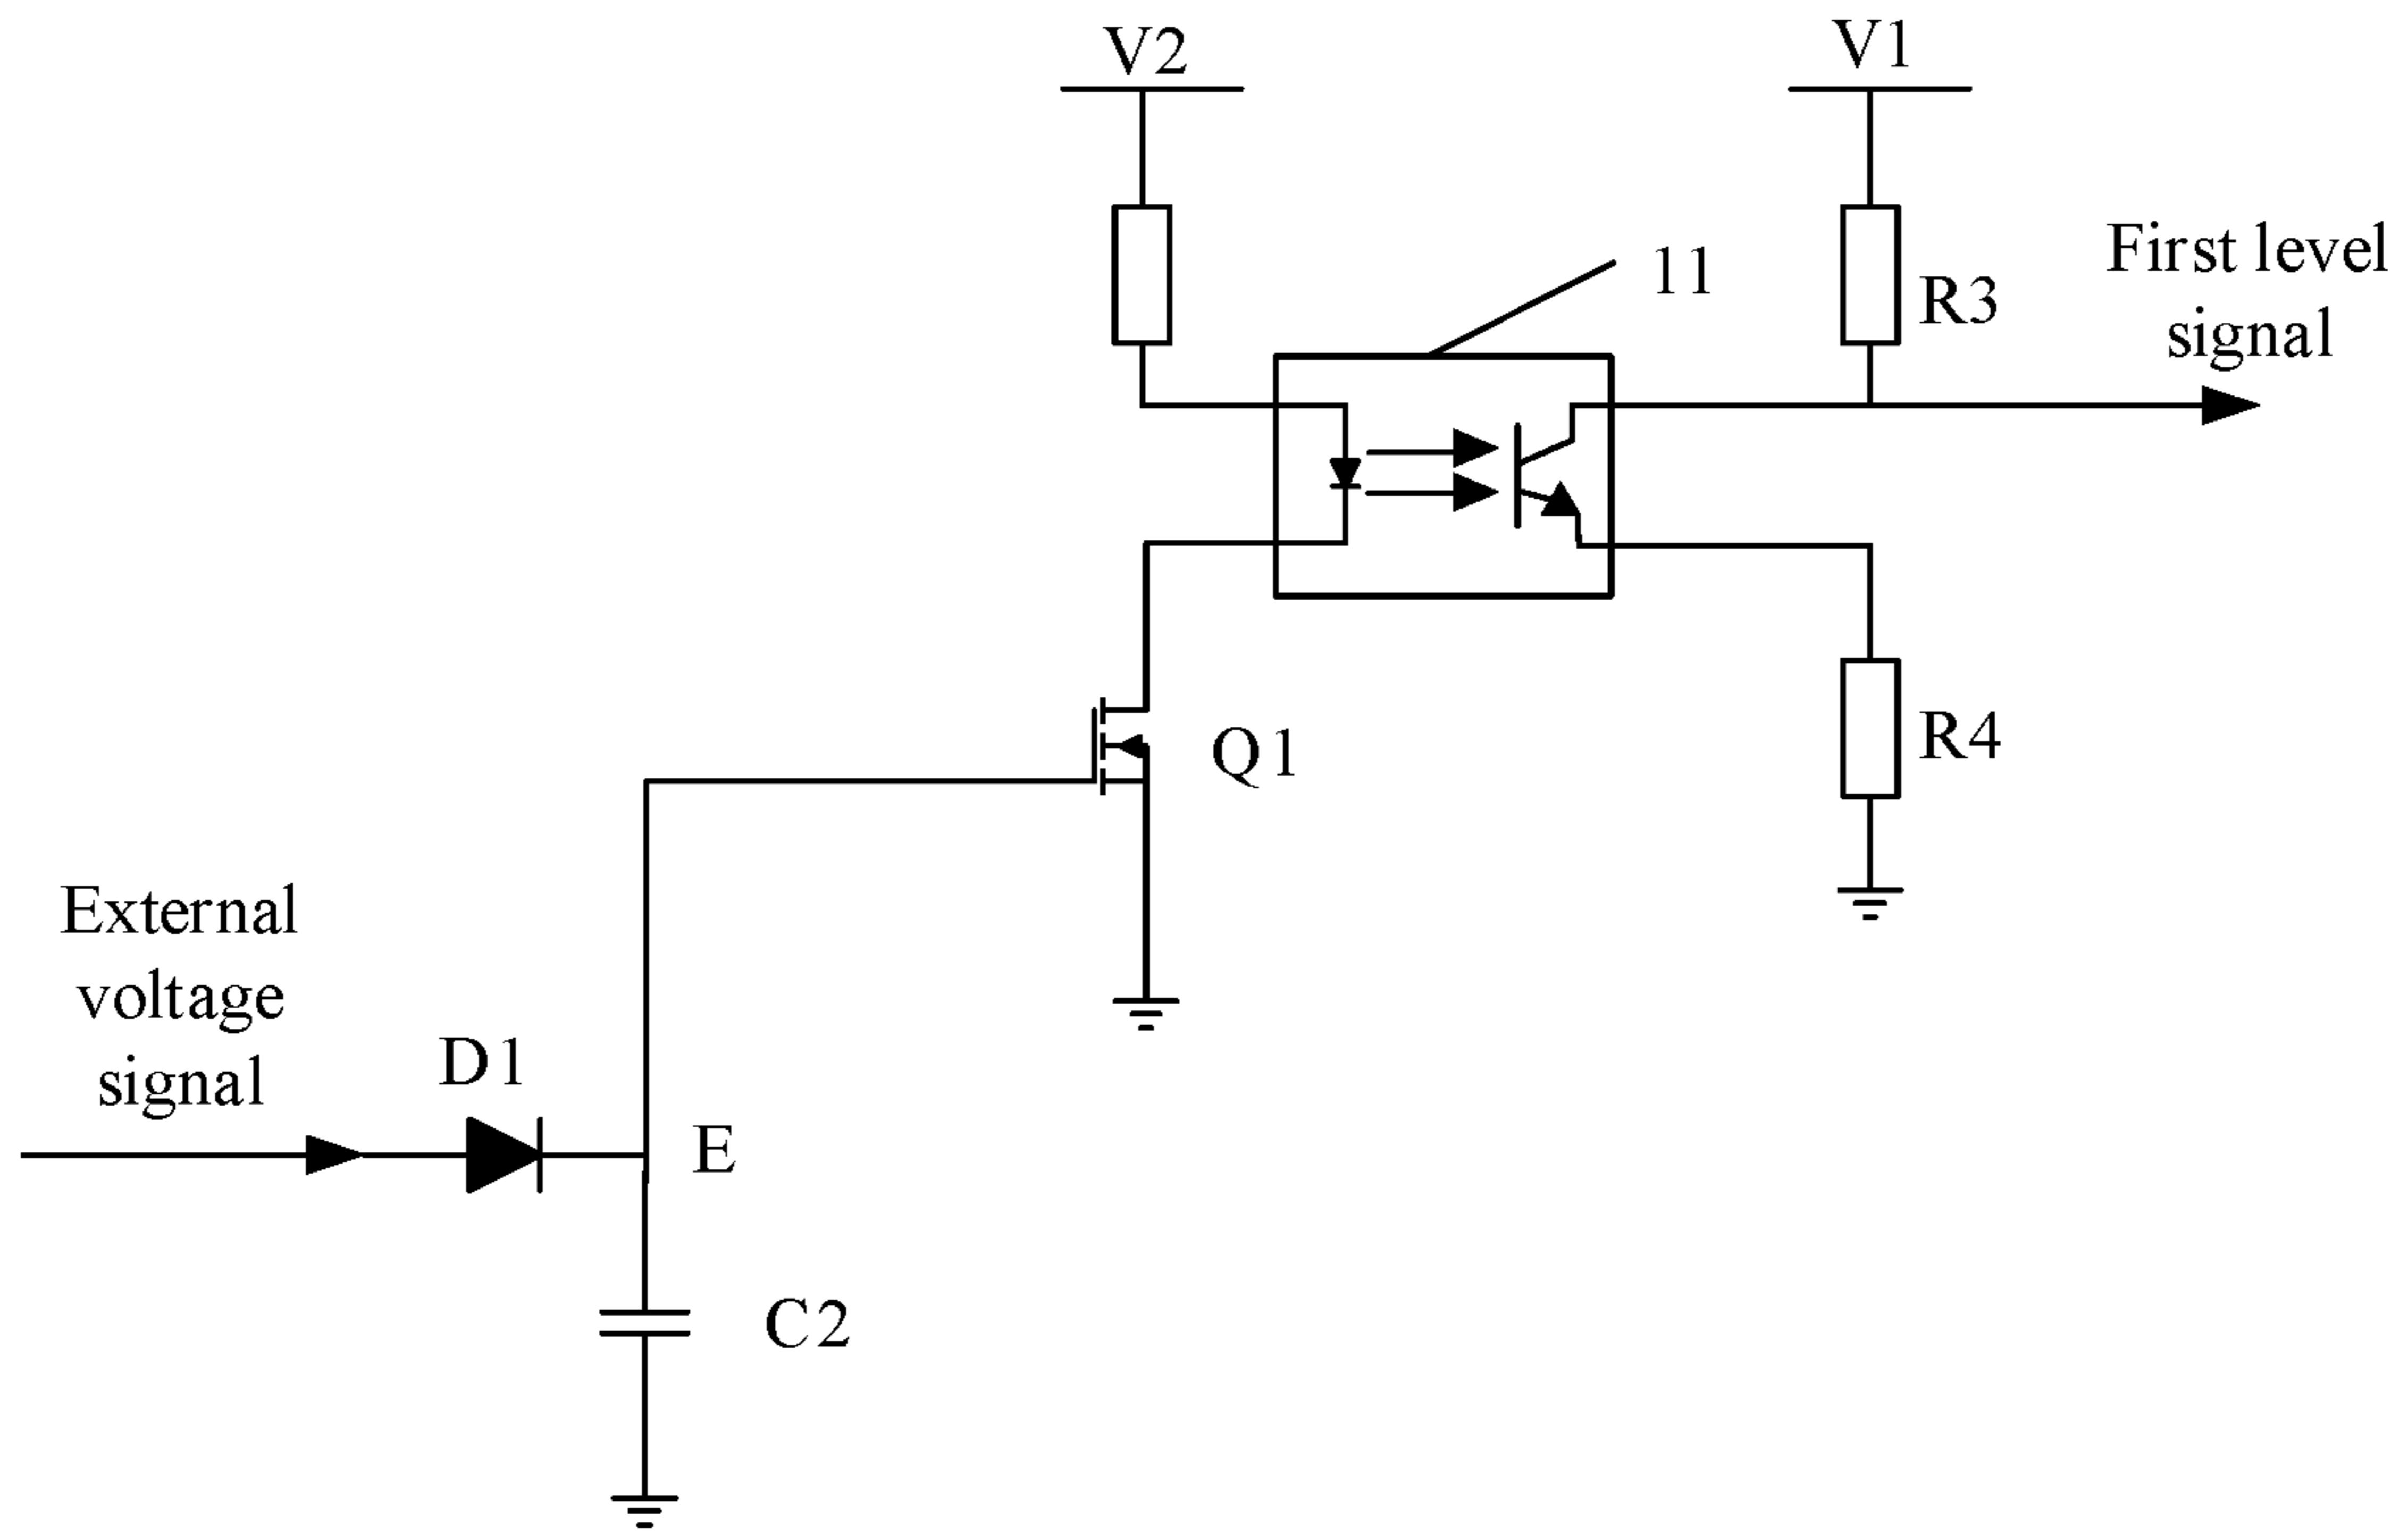 V2
V1
11
R3
First level
signal
Q1
R4
External
voltage
signal
D1
E
C2